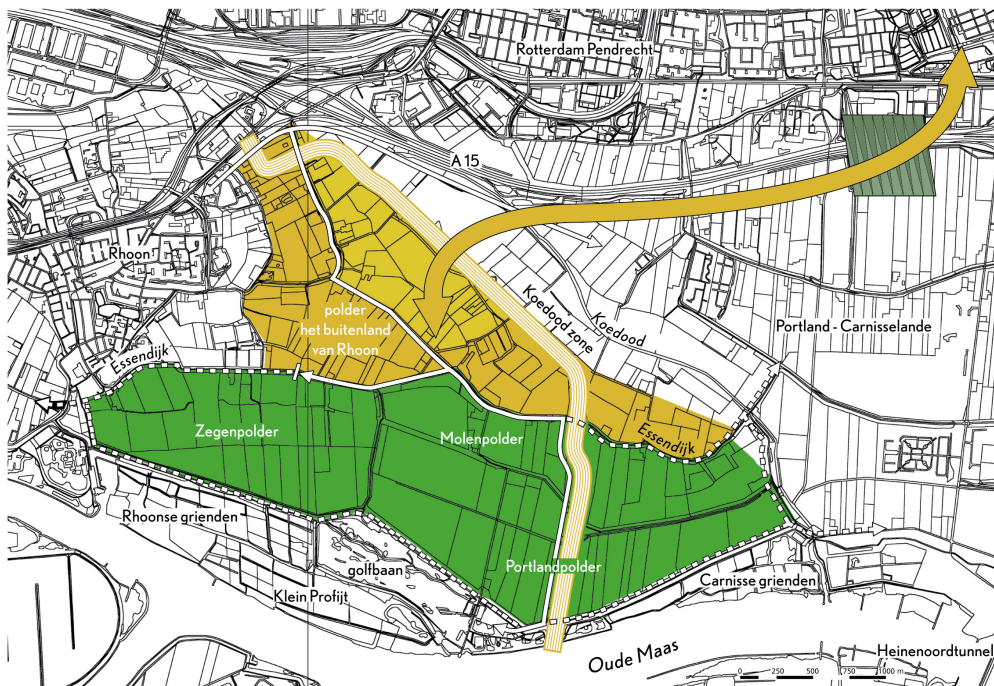 Rotterdam Pendrecht
A 15
Rhoon
polder
het buitenland
van Rhoon
Koedood zone
Koedood
Portland - Carnisselande
Essendijk
Zegenpolder
Molenpolder
Essendijk
Rhoonse grienden
golfbaan
Klein Profijt
Portlandpolder
Carnisse grienden
Oude Maas
Heinenoordtunnel
0 250 500 750 1000 m